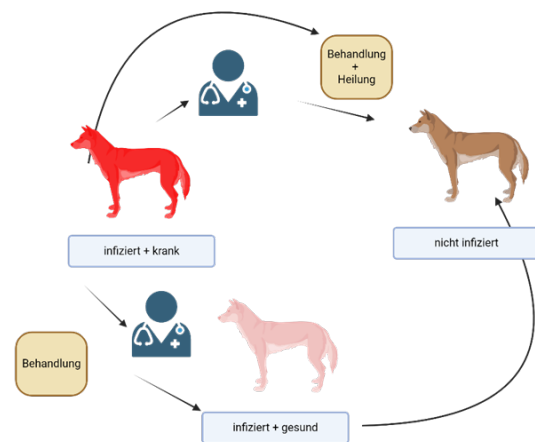 Behandlung
+
Heilung
infiziert + krank
nicht infiziert
Behandlung
infiziert + gesund